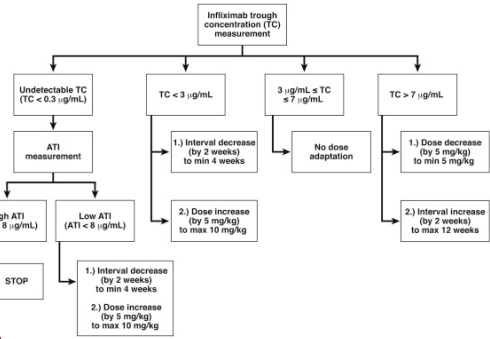 Infliximab trough
concentration (TC)
measurement
Undetectable TC
(TC < 0.3 µg/mL)
TC < 3 µg/mL
3 µg/mL ≤ TC
≤ 7 µg/mL
TC > 7 µg/mL
ATI
measurement
1.) Interval decrease
(by 2 weeks)
to min 4 weeks
No dose
adaptation
1.) Dose decrease
(by 5 mg/kg)
to min 5 mg/kg
gh ATI
8 µg/mL)
Low ATI
(ATI < 8 µg/mL)
2.) Dose increase
(by 5 mg/kg)
to max 10 mg/kg
2.) Interval increase
(by 2 weeks)
to max 12 weeks
STOP
1.) Interval decrease
(by 2 weeks)
to min 4 weeks
2.) Dose increase
(by 5 mg/kg)
to max 10 mg/kg